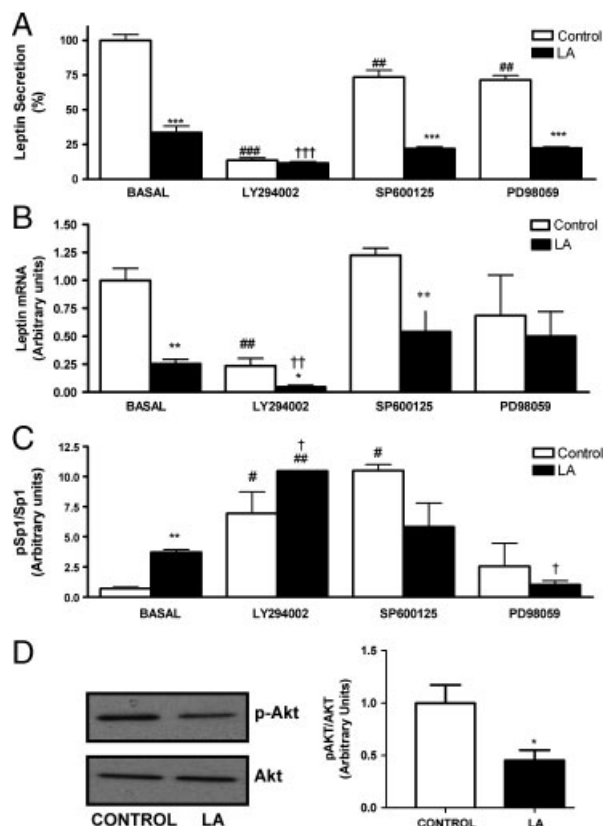 A
Leptin Secretion
(%)
100
75
50
25
0
Control
LA
***
###
†††
##
***
##
***
BASAL LY294002 SP600125 PD98059
B
Leptin mRNA
(Arbitrary units)
1.50
1.25
1.00
0.75
0.50
0.25
0.00
Control
LA
**
##
††
*
**
BASAL LY294002 SP600125 PD98059
C
pSp1/Sp1
(Arbitrary units)
12.5
10.0
7.5
5.0
2.5
0.0
Control
LA
**
#
†
##
#
†
BASAL LY294002 SP600125 PD98059
D
p-Akt
Akt
CONTROL LA
pAKT/AKT
(Arbitrary Units)
1.5
1.0
0.5
0.0
*
CONTROL LA